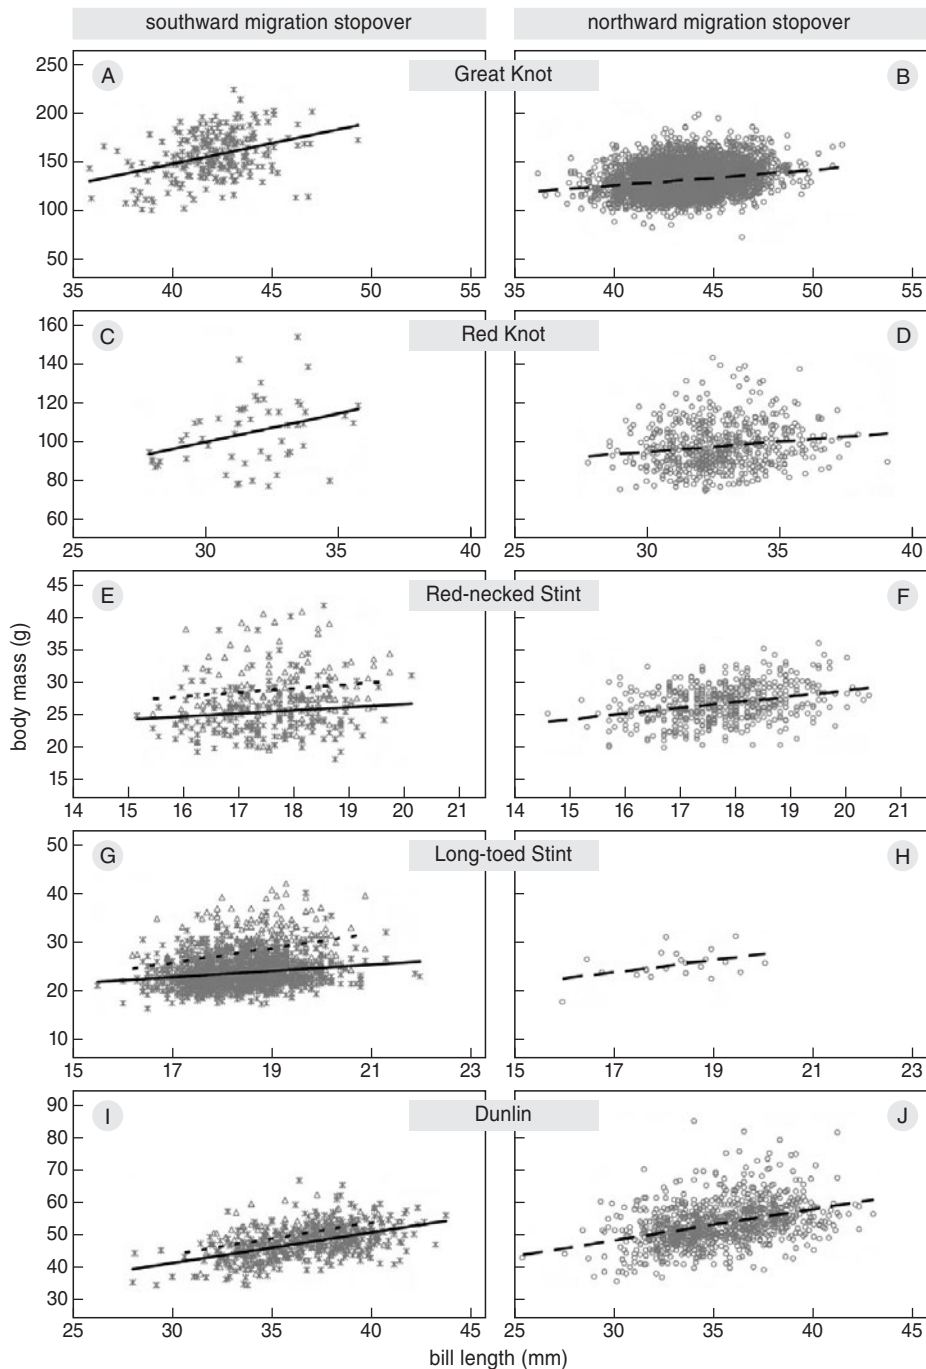 southward migration stopover
northward migration stopover
A
Great Knot
B
250
200
150
100
50
35 40 45 50 55
35 40 45 50 55
C
Red Knot
D
160
140
120
100
80
60
25 30 35 40
25 30 35 40
E
Red-necked Stint
F
45
40
35
30
25
20
15
14 15 16 17 18 19 20 21
14 15 16 17 18 19 20 21
body mass (g)
G
Long-toed Stint
H
50
40
30
20
10
15 17 19 21 23
15 17 19 21 23
I
Dunlin
J
90
80
70
60
50
40
30
25 30 35 40 45
25 30 35 40 45
bill length (mm)